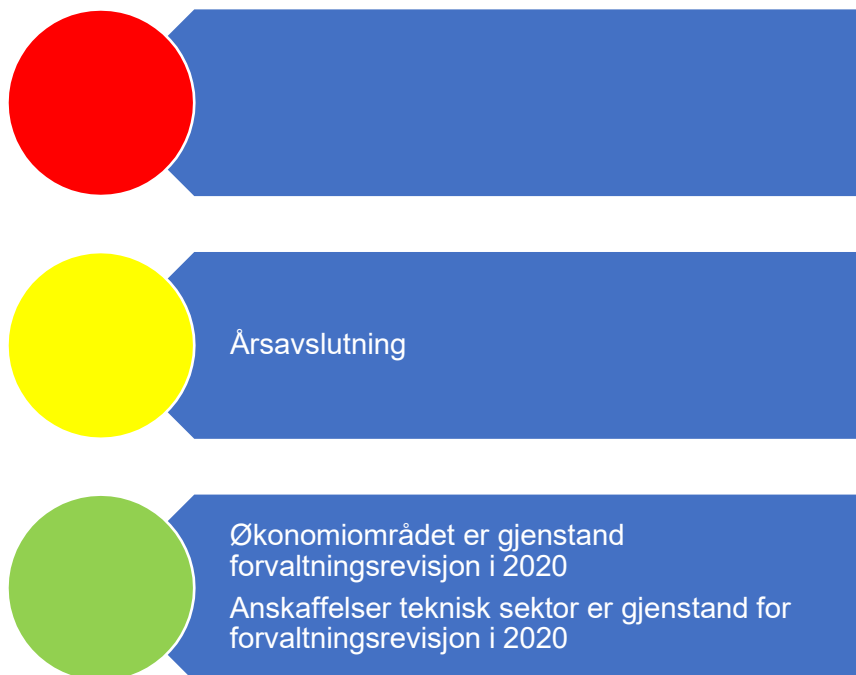 Årsavslutning
Økonomiområdet er gjenstand
forvaltningsrevisjon i 2020
Anskaffelser teknisk sektor er gjenstand for
forvaltningsrevisjon i 2020